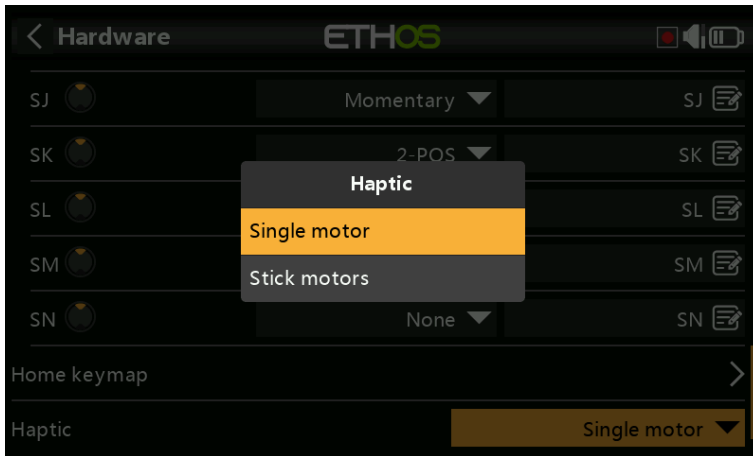 Hardware ETHOS
SJ Momentary SJ
SK 2-POS SK
Haptic
SL Single motor SL
SM Stick motors SM
SN None SN
Home keymap
Haptic Single motor